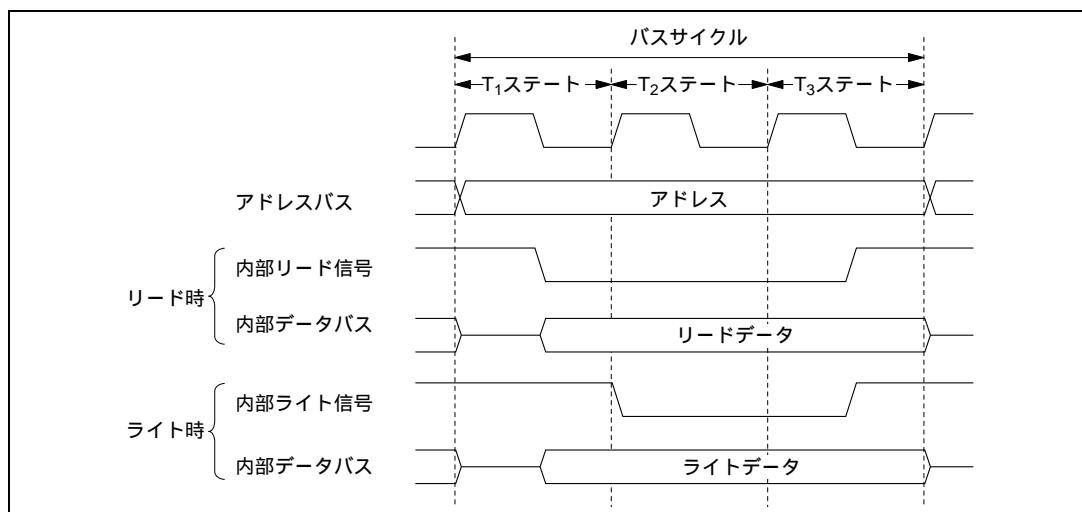 バスサイクル
T₁ステート T₂ステート T₃ステート
アドレスバス アドレス
内部リード信号
リード時
内部データバス リードデータ
内部ライト信号
ライト時
内部データバス ライトデータ